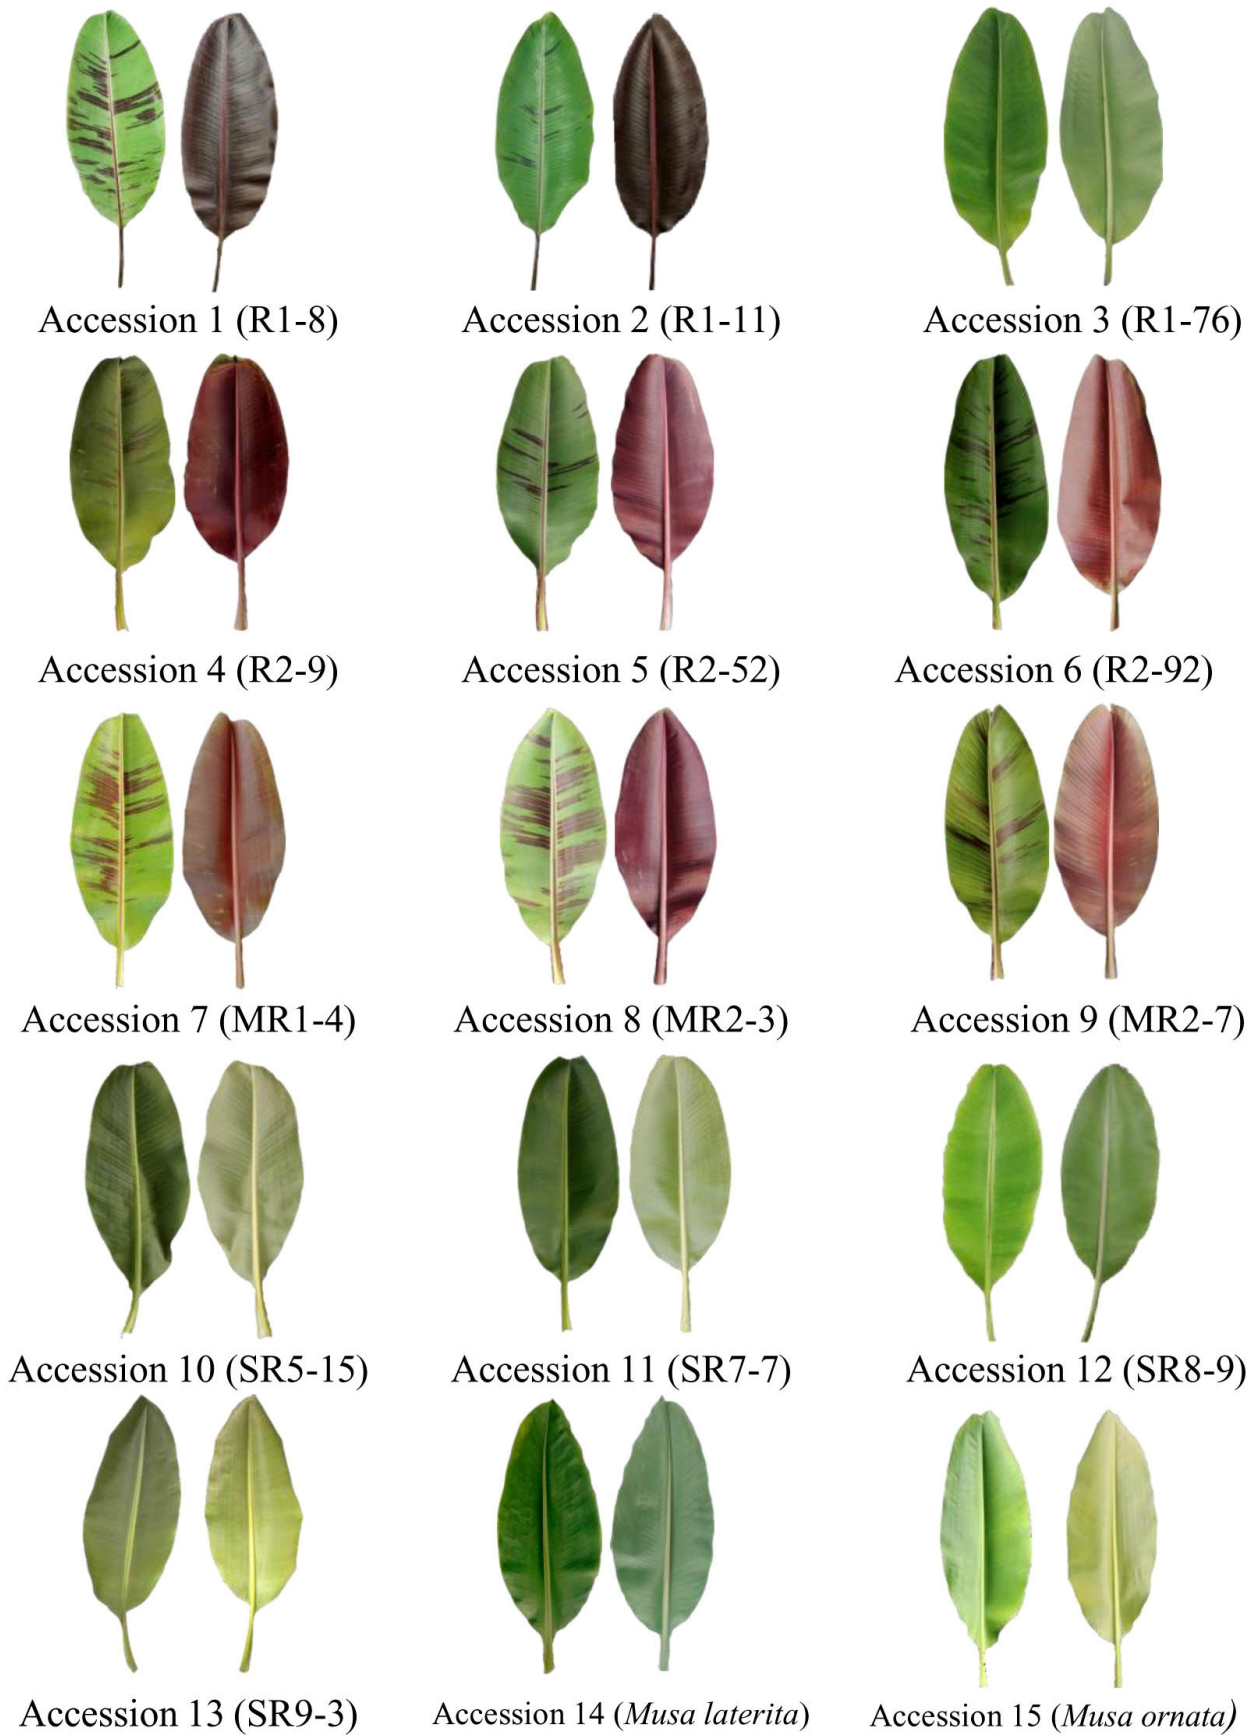 Accession 1 (R1-8)
Accession 2 (R1-11)
Accession 3 (R1-76)
Accession 4 (R2-9)
Accession 5 (R2-52)
Accession 6 (R2-92)
Accession 7 (MR1-4)
Accession 8 (MR2-3)
Accession 9 (MR2-7)
Accession 10 (SR5-15)
Accession 11 (SR7-7)
Accession 12 (SR8-9)
Accession 13 (SR9-3)
Accession 14 (Musa laterita)
Accession 15 (Musa ornata)